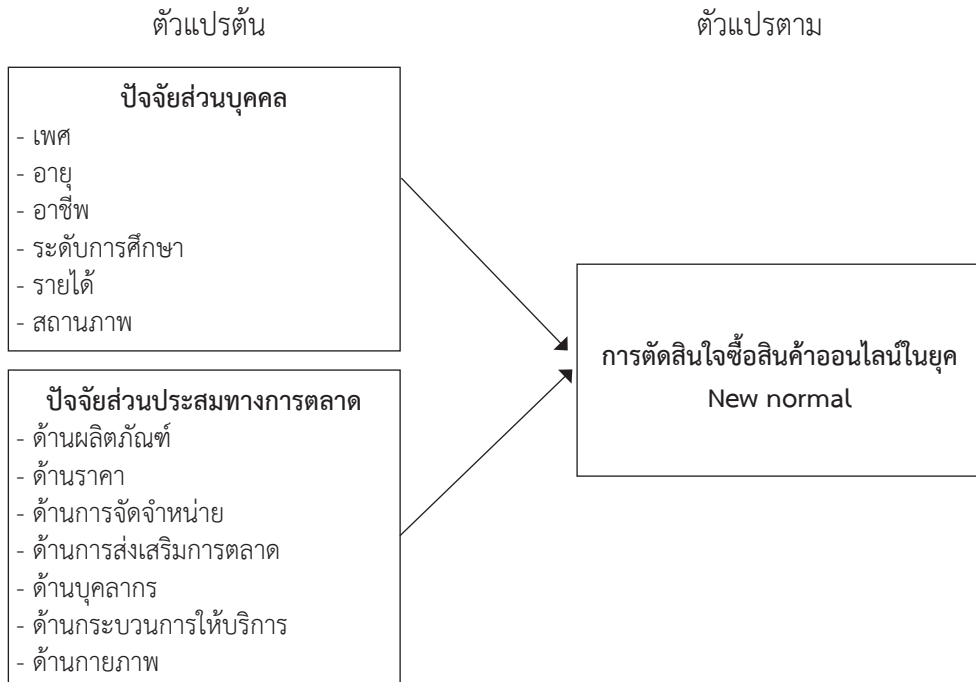 ตัวแปรต้น
ตัวแปรตาม
ปัจจัยส่วนบุคคล
- เพศ
- อายุ
- อาชีพ
- ระดับการศึกษา
- รายได้
- สถานภาพ
ปัจจัยส่วนประสมทางการตลาด
- ด้านผลิตภัณฑ์
- ด้านราคา
- ด้านการจัดจำหน่าย
- ด้านการส่งเสริมการตลาด
- ด้านบุคลากร
- ด้านกระบวนการให้บริการ
- ด้านกายภาพ
การตัดสินใจซื้อสินค้าออนไลน์ในยุค
New normal